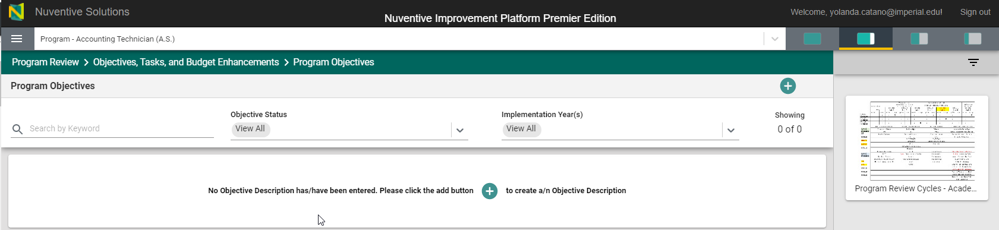 Nuventive Solutions
Nuventive Improvement Platform Premier Edition
Welcome, yolanda.catano@imperial.edu!
Sign out
Program - Accounting Technician (A.S.)
Program Review > Objectives, Tasks, and Budget Enhancements > Program Objectives
Program Objectives
Objective Status
Implementation Year(s)
Showing
Search by Keyword
View All
View All
0 of 0
No Objective Description has/have been entered. Please click the add button
to create a/n Objective Description
Program Review Cycles - Acade...